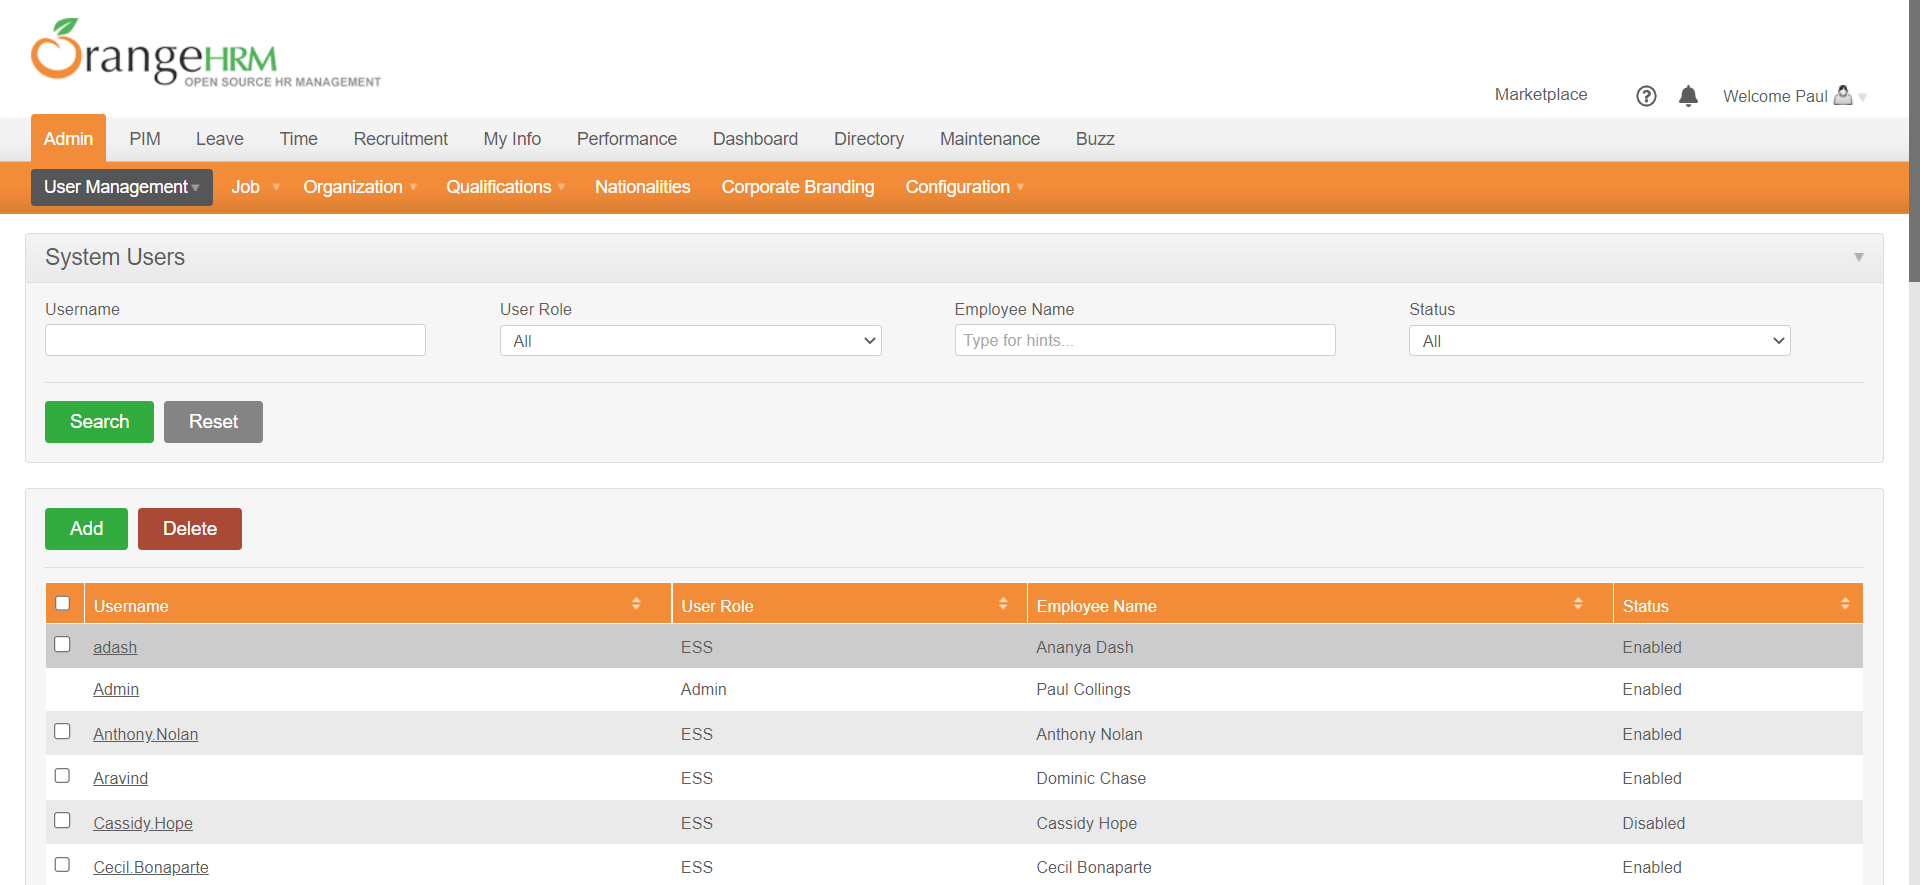 OrangeHRM
OPEN SOURCE HR MANAGEMENT
Marketplace Welcome Paul
Admin PIM Leave Time Recruitment My Info Performance Dashboard Directory Maintenance Buzz
User Management Job Organization Qualifications Nationalities Corporate Branding Configuration
System Users
Username User Role Employee Name Status
All Type for hints... All
Search Reset
Add Delete
Username User Role Employee Name Status
adash ESS Ananya Dash Enabled
Admin Admin Paul Collings Enabled
Anthony.Nolan ESS Anthony Nolan Enabled
Aravind ESS Dominic Chase Enabled
Cassidy.Hope ESS Cassidy Hope Disabled
Cecil.Bonaparte ESS Cecil Bonaparte Enabled